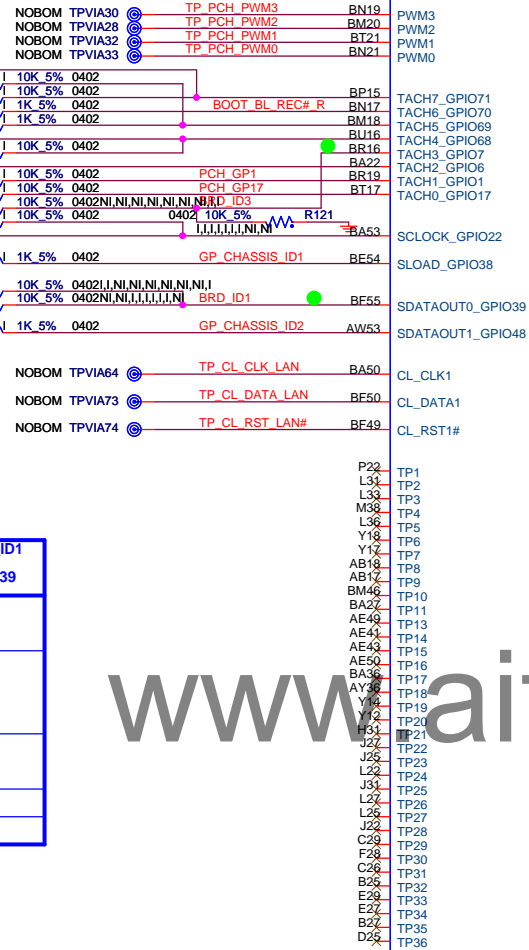 NOBOM TPVIA30 TP_PCH_PWM3 BN19 PWM3
NOBOM TPVIA28 TP_PCH_PWM2 BM20 PWM2
NOBOM TPVIA32 TP_PCH_PWM1 BT21 PWM1
NOBOM TPVIA33 TP_PCH_PWM0 BN21 PWM0
10K_5% 0402
10K_5% 0402 BP15 TACH7_GPIO71
1K_5% 0402 BOOT_BL_REC#_R BN17 TACH6_GPIO70
1K_5% 0402 BM18 TACH5_GPIO69
BU16 TACH4_GPIO68
10K_5% 0402 BR16 TACH3_GPIO7
BA22 TACH2_GPIO6
10K_5% 0402 PCH_GP1 BR19 TACH1_GPIO1
10K_5% 0402 PCH_GP17 BT17 TACH0_GPIO17
10K_5% 0402NI,NI,NI,NI,NI,NI,NI,I BRD_ID3
10K_5% 0402 0402 10K_5% R121
I,I,I,I,I,I,NI,NI BA53 SCLOCK_GPIO22
1K_5% 0402 GP_CHASSIS_ID1 BE54 SLOAD_GPIO38
10K_5% 0402I,I,NI,NI,NI,NI,NI,I
10K_5% 0402NI,NI,I,I,I,I,I,NI BRD_ID1 BF55 SDATAOUT0_GPIO39
1K_5% 0402 GP_CHASSIS_ID2 AW53 SDATAOUT1_GPIO48
NOBOM TPVIA64 TP_CL_CLK_LAN BA50 CL_CLK1
NOBOM TPVIA73 TP_CL_DATA_LAN BF50 CL_DATA1
NOBOM TPVIA74 TP_CL_RST_LAN# BF49 CL_RST1#
P22 TP1
L31 TP2
L33 TP3
M38 TP4
L36 TP5
Y18 TP6
Y17 TP7
AB18 TP8
AB17 TP9
BM46 TP10
BA27 TP11
AE49 TP13
AE41 TP14
AE43 TP15
AE50 TP16
BA36 TP17
AY36 TP18
Y14 TP19
Y12 TP20
H31 TP21
J27 TP22
J25 TP23
L22 TP24
J31 TP25
L27 TP26
L25 TP27
J22 TP28
C29 TP29
F28 TP30
C26 TP31
B25 TP32
E29 TP33
E27 TP34
B27 TP35
D25 TP36
ID1
39
www.ai